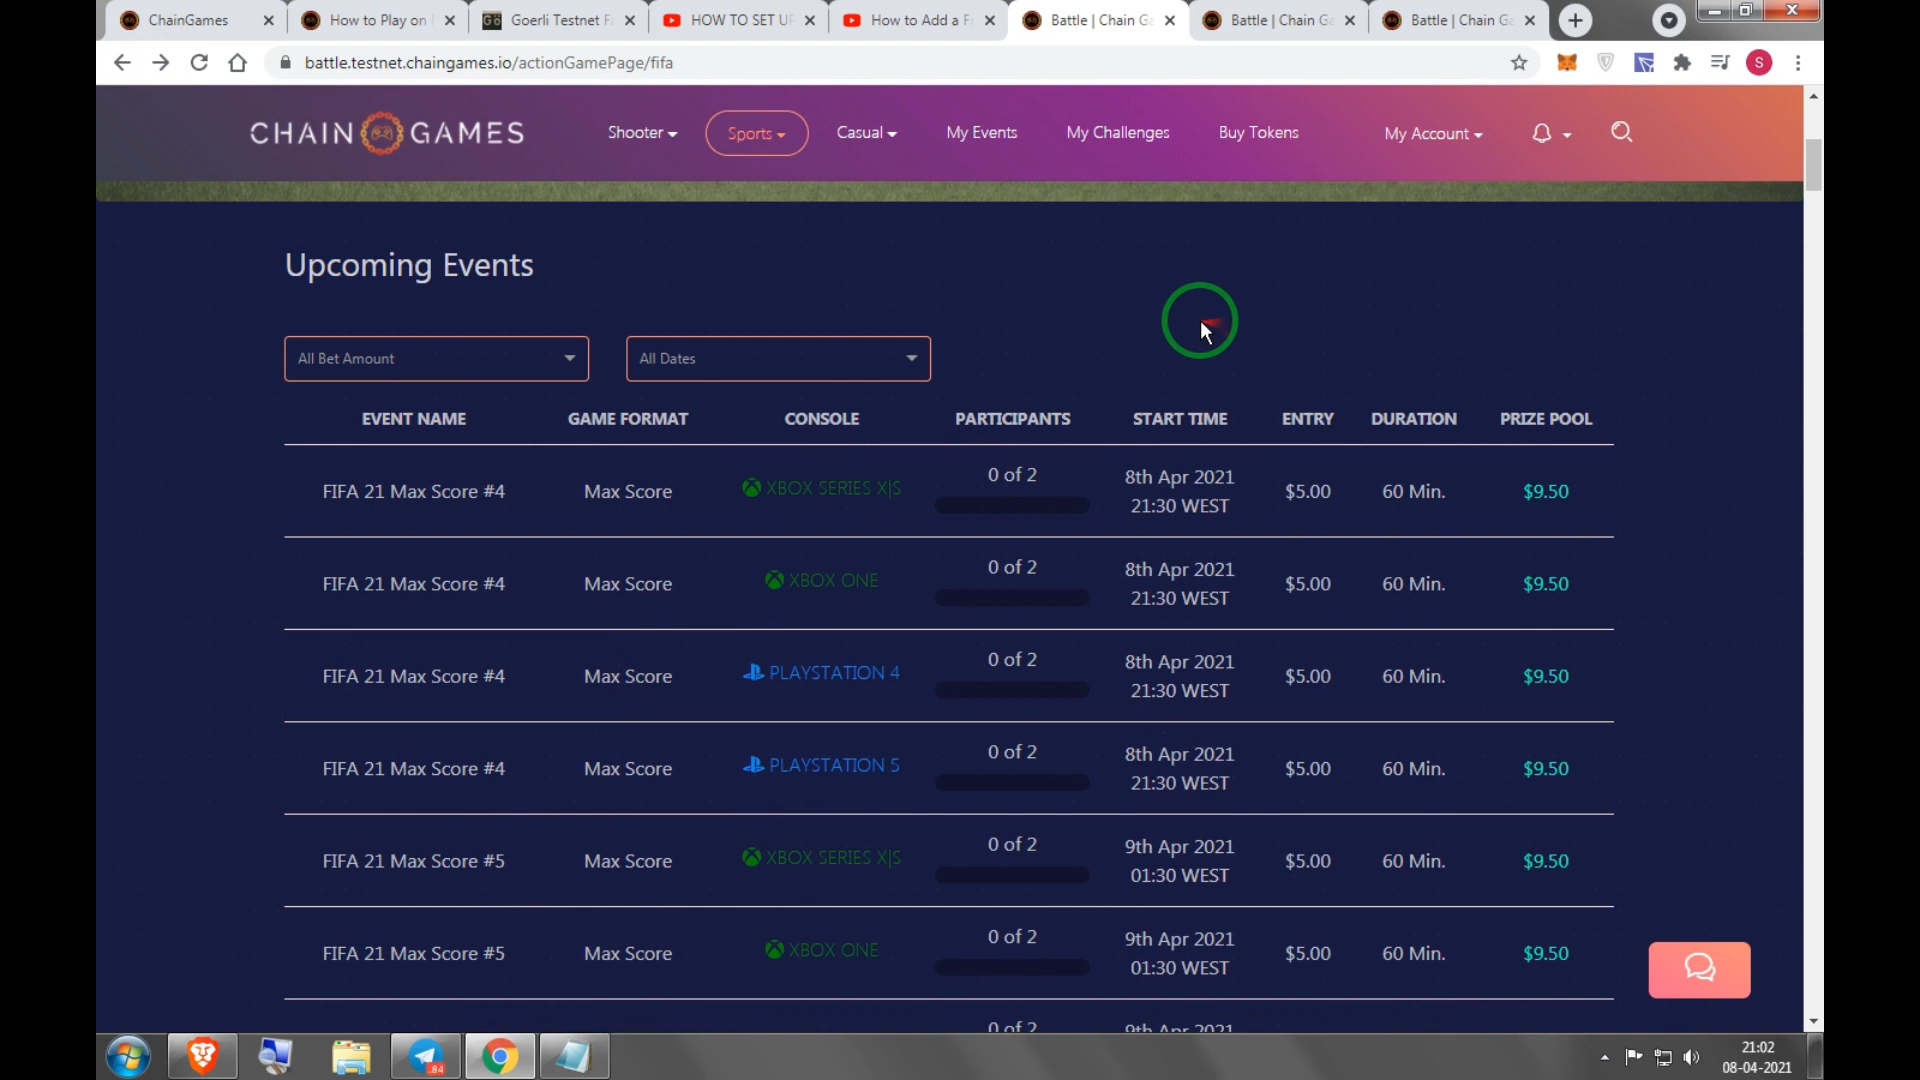 ChainGames
How to Play on
Goerli Testnet F
HOW TO SET UP
How to Add a F
Battle | Chain Ga
Battle | Chain Ga
Battle | Chain Ga
battle.testnet.chaingames.io/actionGamePage/fifa
S
CHAIN GAMES
Shooter
Sports
Casual
My Events
My Challenges
Buy Tokens
My Account
Upcoming Events
All Bet Amount
All Dates
EVENT NAME GAME FORMAT CONSOLE PARTICIPANTS START TIME ENTRY DURATION PRIZE POOL
FIFA 21 Max Score #4 Max Score XBOX SERIES X|S 0 of 2 8th Apr 2021 21:30 WEST $5.00 60 Min. $9.50
FIFA 21 Max Score #4 Max Score XBOX ONE 0 of 2 8th Apr 2021 21:30 WEST $5.00 60 Min. $9.50
FIFA 21 Max Score #4 Max Score PLAYSTATION 4 0 of 2 8th Apr 2021 21:30 WEST $5.00 60 Min. $9.50
FIFA 21 Max Score #4 Max Score PLAYSTATION 5 0 of 2 8th Apr 2021 21:30 WEST $5.00 60 Min. $9.50
FIFA 21 Max Score #5 Max Score XBOX SERIES X|S 0 of 2 9th Apr 2021 01:30 WEST $5.00 60 Min. $9.50
FIFA 21 Max Score #5 Max Score XBOX ONE 0 of 2 9th Apr 2021 01:30 WEST $5.00 60 Min. $9.50
0 of 2 9th Apr 2021
84
21:02
08-04-2021